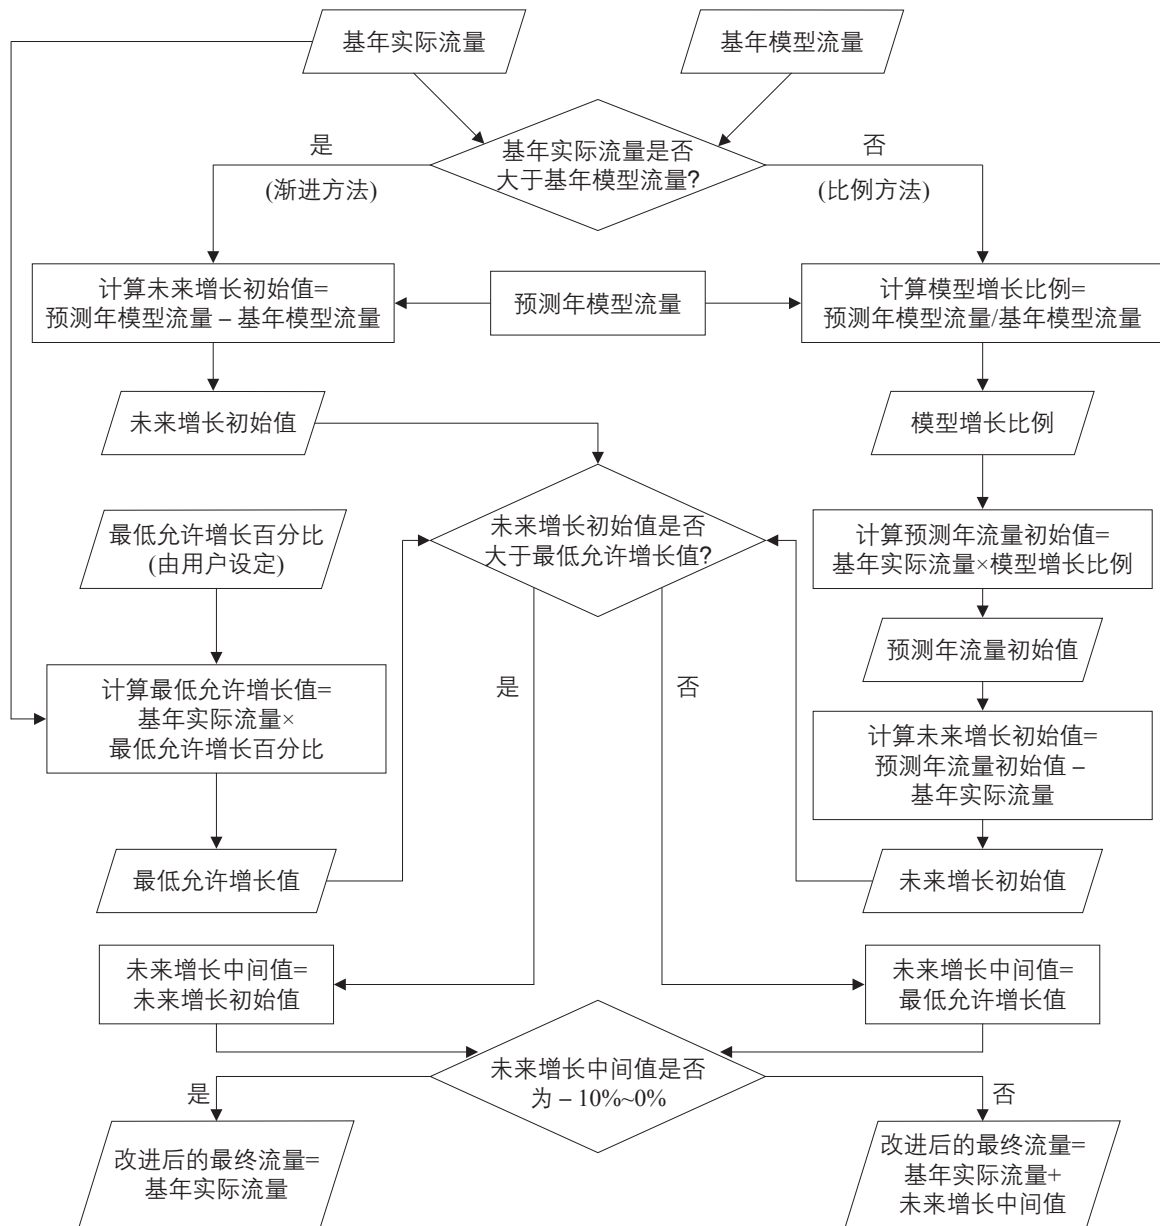 基年实际流量
基年模型流量
是
(渐进方法)
基年实际流量是否
大于基年模型流量?
否
(比例方法)
计算未来增长初始值=
预测年模型流量 – 基年模型流量
预测年模型流量
计算模型增长比例=
预测年模型流量/基年模型流量
未来增长初始值
模型增长比例
最低允许增长百分比
(由用户设定)
未来增长初始值是否
大于最低允许增长值?
计算预测年流量初始值=
基年实际流量×模型增长比例
预测年流量初始值
计算最低允许增长值=
基年实际流量×
最低允许增长百分比
是
否
计算未来增长初始值=
预测年流量初始值 –
基年实际流量
最低允许增长值
未来增长初始值
未来增长中间值=
未来增长初始值
未来增长中间值=
最低允许增长值
未来增长中间值是否
为 – 10%~0%
是
否
改进后的最终流量=
基年实际流量
改进后的最终流量=
基年实际流量+
未来增长中间值